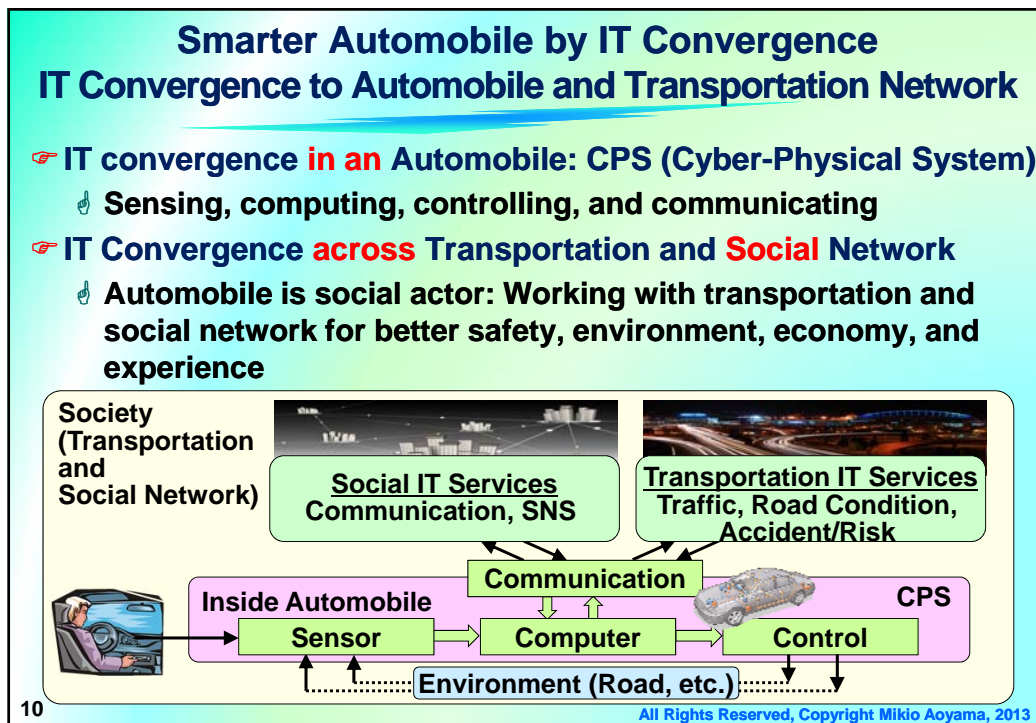 Smarter Automobile by IT Convergence
IT Convergence to Automobile and Transportation Network
IT convergence in an Automobile: CPS (Cyber-Physical System)
Sensing, computing, controlling, and communicating
IT Convergence across Transportation and Social Network
Automobile is social actor: Working with transportation and
social network for better safety, environment, economy, and
experience
Society
(Transportation
and
Social Network)
Social IT Services
Communication, SNS
Transportation IT Services
Traffic, Road Condition,
Accident/Risk
Communication
Inside Automobile
CPS
Sensor
Computer
Control
Environment (Road, etc.)
10
All Rights Reserved, Copyright Mikio Aoyama, 2013